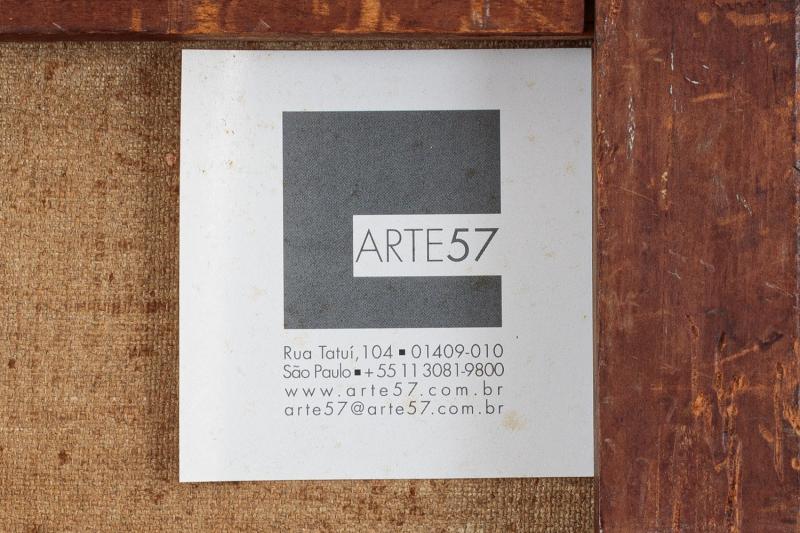 ARTE57
Rua Tatuí, 104 ▪ 01409-010
São Paulo ▪ +55 11 3081-9800
www.arte57.com.br
arte57@arte57.com.br